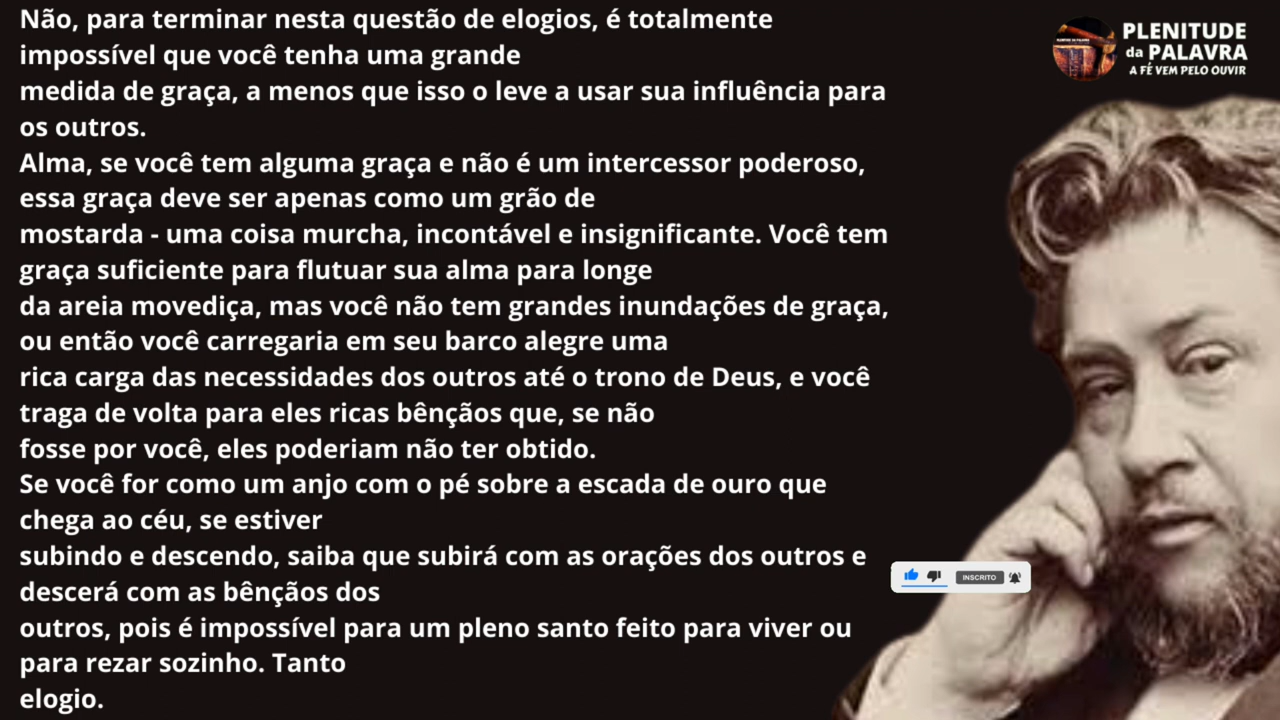 Não, para terminar nesta questão de elogios, é totalmente
impossível que você tenha uma grande
medida de graça, a menos que isso o leve a usar sua influência para
os outros.
Alma, se você tem alguma graça e não é um intercessor poderoso,
essa graça deve ser apenas como um grão de
mostarda - uma coisa murcha, incontável e insignificante. Você tem
graça suficiente para flutuar sua alma para longe
da areia movediça, mas você não tem grandes inundações de graça,
ou então você carregaria em seu barco alegre uma
rica carga das necessidades dos outros até o trono de Deus, e você
traga de volta para eles ricas bênçãos que, se não
fosse por você, eles poderiam não ter obtido.
Se você for como um anjo com o pé sobre a escada de ouro que
chega ao céu, se estiver
subindo e descendo, saiba que subirá com as orações dos outros e
descerá com as bênçãos dos
outros, pois é impossível para um pleno santo feito para viver ou
para rezar sozinho. Tanto
elogio.
PLENITUDE
da PALAVRA
A FÉ VEM PELO OUVIR
INSCRITO